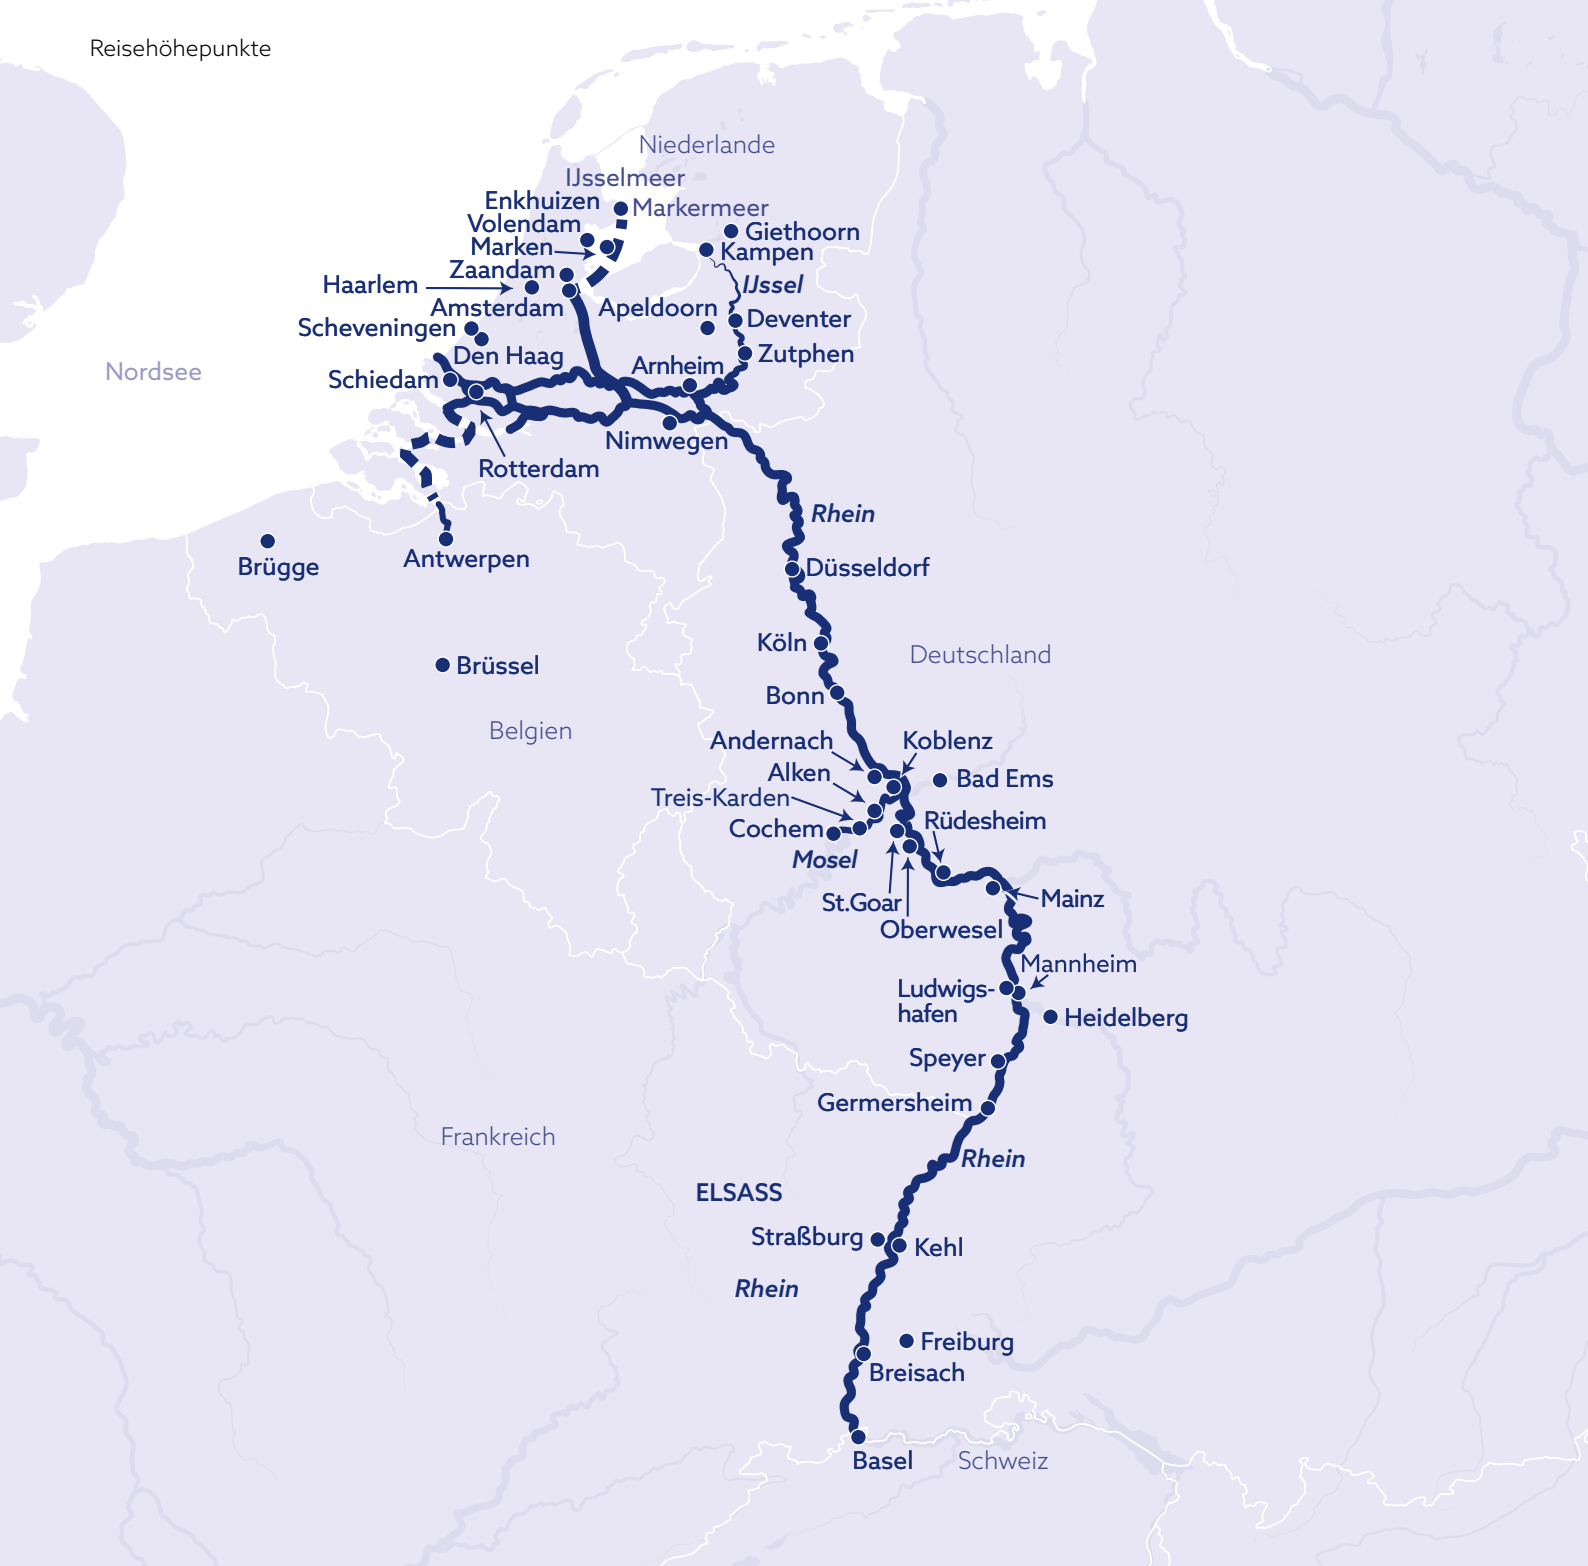 Reisehöhepunkte
Niederlande
IJsselmeer
Enkhuizen
Markermeer
Volendam
Giethoorn
Marken
Kampen
Zaandam
Haarlem
IJssel
Amsterdam
Apeldoorn
Scheveningen
Deventer
Den Haag
Zutphen
Nordsee
Arnheim
Schiedam
Nimwegen
Rotterdam
Rhein
Antwerpen
Brügge
Düsseldorf
Köln
Deutschland
Brüssel
Bonn
Belgien
Andernach
Koblenz
Alken
Bad Ems
Treis-Karden
Rüdesheim
Cochem
Mosel
St.Goar
Mainz
Oberwesel
Mannheim
Ludwigs-
hafen
Heidelberg
Speyer
Germersheim
Frankreich
Rhein
ELSASS
Straßburg
Kehl
Rhein
Freiburg
Breisach
Basel
Schweiz